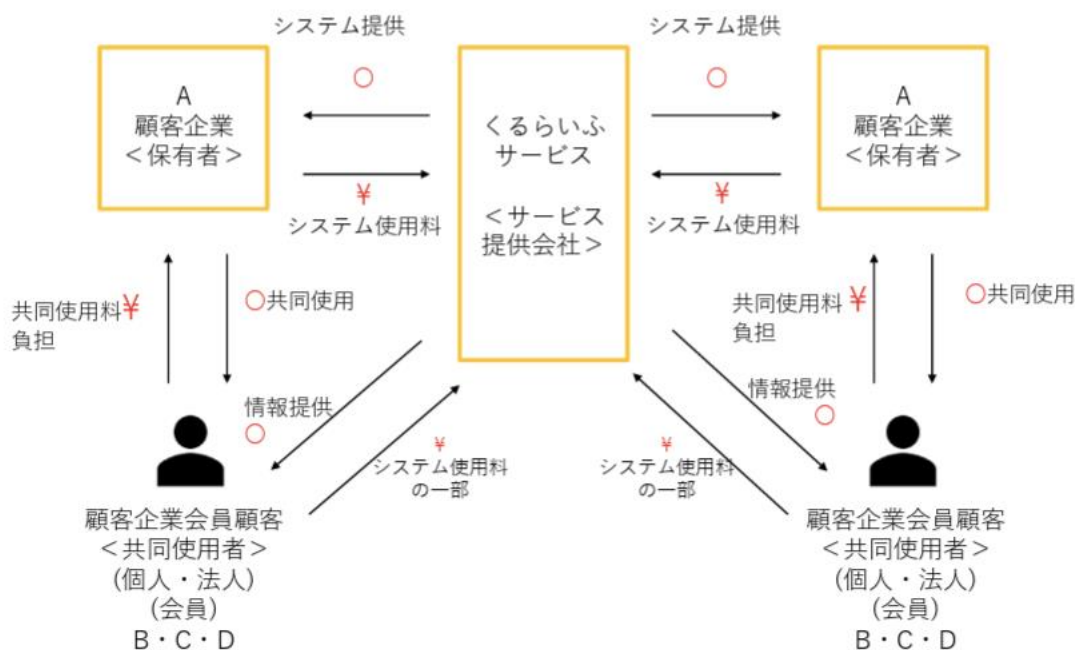 システム提供
○
A
顧客企業
＜保有者＞
¥
システム使用料
くるらいふ
サービス
＜サービス
提供会社＞
システム提供
○
¥
システム使用料
A
顧客企業
＜保有者＞
共同使用料¥
負担
○共同使用
情報提供
○
¥
システム使用料
の一部
顧客企業会員顧客
＜共同使用者＞
(個人・法人)
(会員)
B・C・D
共同使用料¥
負担
○共同使用
情報提供
○
¥
システム使用料
の一部
顧客企業会員顧客
＜共同使用者＞
(個人・法人)
(会員)
B・C・D